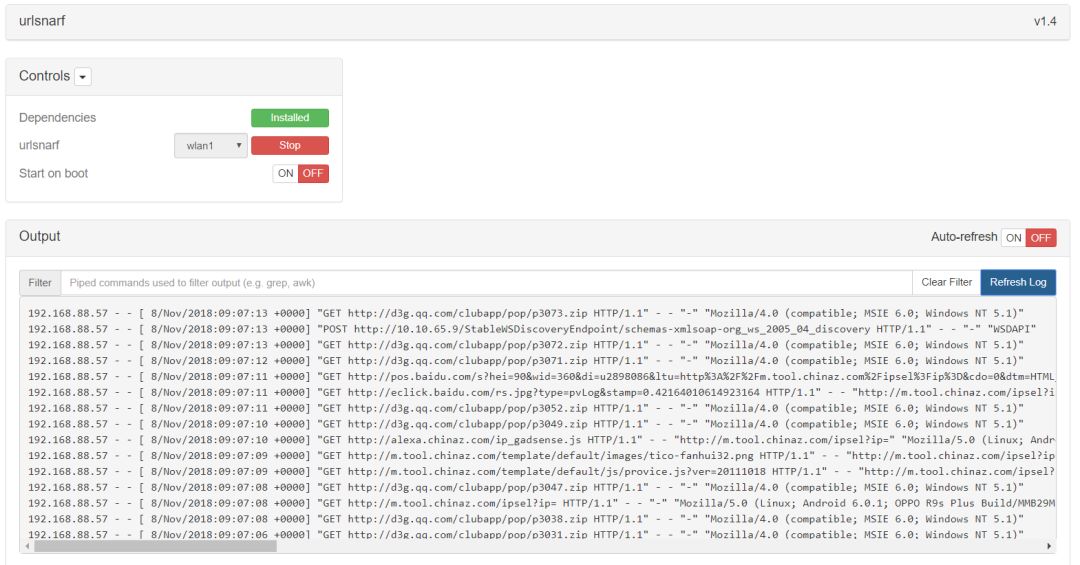 urlsnarf v1.4
Controls
Dependencies Installed
urlsnarf wlan1 Stop
Start on boot ON OFF
Output Auto-refresh ON OFF
Filter Piped commands used to filter output (e.g. grep, awk) Clear Filter Refresh Log
192.168.88.57 - - [ 8/Nov/2018:09:07:13 +0000] "GET http://d3g.qq.com/clubapp/pop/p3073.zip HTTP/1.1" - - "-" "Mozilla/4.0 (compatible; MSIE 6.0; Windows NT 5.1)"
192.168.88.57 - - [ 8/Nov/2018:09:07:13 +0000] "POST http://10.10.65.9/StableWSDiscoveryEndpoint/schemas-xmlsoap-org_ws_2005_04_discovery HTTP/1.1" - - "-" "WSDAPI"
192.168.88.57 - - [ 8/Nov/2018:09:07:13 +0000] "GET http://d3g.qq.com/clubapp/pop/p3072.zip HTTP/1.1" - - "-" "Mozilla/4.0 (compatible; MSIE 6.0; Windows NT 5.1)"
192.168.88.57 - - [ 8/Nov/2018:09:07:12 +0000] "GET http://d3g.qq.com/clubapp/pop/p3071.zip HTTP/1.1" - - "-" "Mozilla/4.0 (compatible; MSIE 6.0; Windows NT 5.1)"
192.168.88.57 - - [ 8/Nov/2018:09:07:11 +0000] "GET http://pos.baidu.com/s?hei=90&wid=360&di=u2898086&ltu=http%3A%2F%2Fm.tool.chinaz.com%2Fipsel%3Fip%3D&cdo=0&dtm=HTML_
192.168.88.57 - - [ 8/Nov/2018:09:07:11 +0000] "GET http://eclick.baidu.com/rs.jpg?type=pvLog&stamp=0.42164010614923164 HTTP/1.1" - - "http://m.tool.chinaz.com/ipsel?i
192.168.88.57 - - [ 8/Nov/2018:09:07:11 +0000] "GET http://d3g.qq.com/clubapp/pop/p3052.zip HTTP/1.1" - - "-" "Mozilla/4.0 (compatible; MSIE 6.0; Windows NT 5.1)"
192.168.88.57 - - [ 8/Nov/2018:09:07:10 +0000] "GET http://d3g.qq.com/clubapp/pop/p3049.zip HTTP/1.1" - - "-" "Mozilla/4.0 (compatible; MSIE 6.0; Windows NT 5.1)"
192.168.88.57 - - [ 8/Nov/2018:09:07:10 +0000] "GET http://alexa.chinaz.com/ip_gadsense.js HTTP/1.1" - - "http://m.tool.chinaz.com/ipsel?ip=" "Mozilla/5.0 (Linux; Andr
192.168.88.57 - - [ 8/Nov/2018:09:07:09 +0000] "GET http://m.tool.chinaz.com/template/default/images/tico-fanhui32.png HTTP/1.1" - - "http://m.tool.chinaz.com/ipsel?ip
192.168.88.57 - - [ 8/Nov/2018:09:07:09 +0000] "GET http://m.tool.chinaz.com/template/default/js/provice.js?ver=20111018 HTTP/1.1" - - "http://m.tool.chinaz.com/ipsel?
192.168.88.57 - - [ 8/Nov/2018:09:07:08 +0000] "GET http://d3g.qq.com/clubapp/pop/p3047.zip HTTP/1.1" - - "-" "Mozilla/4.0 (compatible; MSIE 6.0; Windows NT 5.1)"
192.168.88.57 - - [ 8/Nov/2018:09:07:08 +0000] "GET http://m.tool.chinaz.com/ipsel?ip= HTTP/1.1" - - "-" "Mozilla/5.0 (Linux; Android 6.0.1; OPPO R9s Plus Build/MMB29M
192.168.88.57 - - [ 8/Nov/2018:09:07:08 +0000] "GET http://d3g.qq.com/clubapp/pop/p3038.zip HTTP/1.1" - - "-" "Mozilla/4.0 (compatible; MSIE 6.0; Windows NT 5.1)"
192.168.88.57 - - [ 8/Nov/2018:09:07:06 +0000] "GET http://d3g.qq.com/clubapp/pop/p3031.zip HTTP/1.1" - - "-" "Mozilla/4.0 (compatible; MSIE 6.0; Windows NT 5.1)"